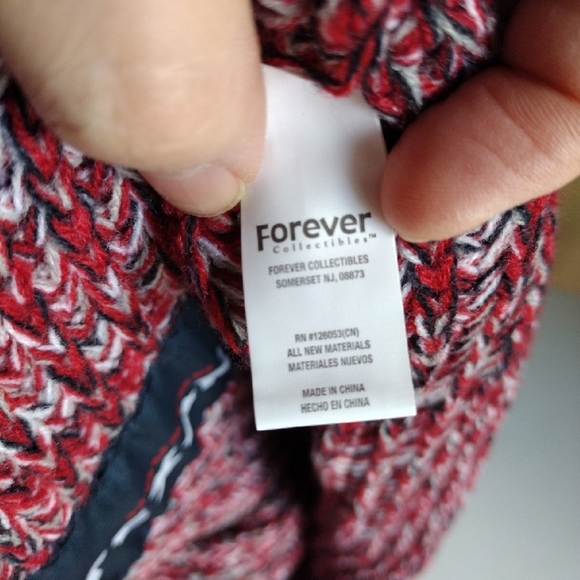 Forever
Collectibles™
FOREVER COLLECTIBLES
SOMERSET NJ, 08873
RN #126053(CN)
ALL NEW MATERIALS
MATERIALES NUEVOS
MADE IN CHINA
HECHO EN CHINA